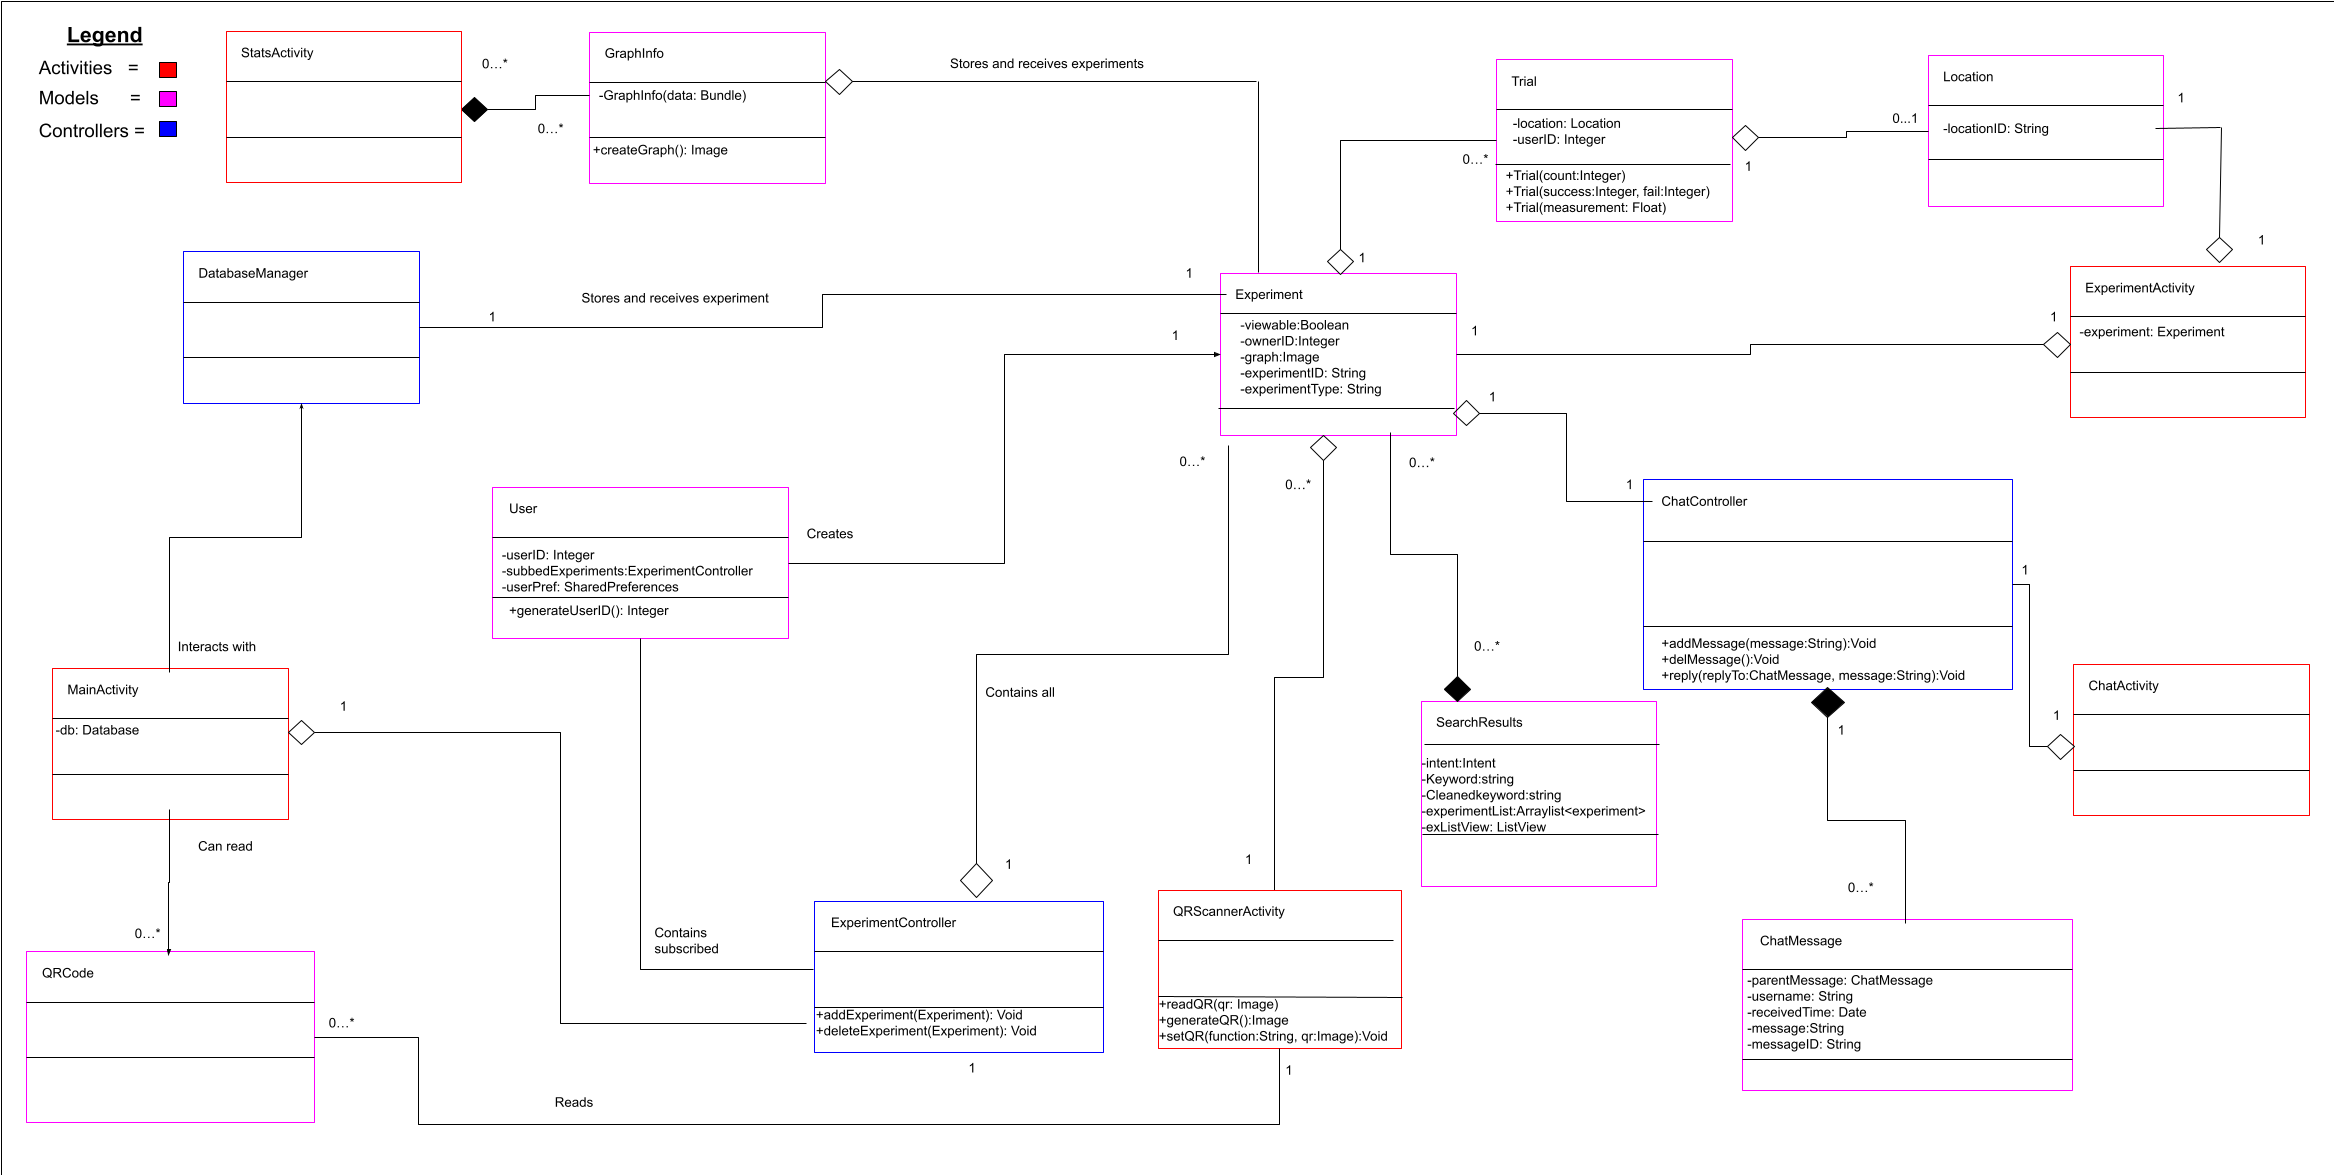 Legend
Activities =
Models =
Controllers =
StatsActivity
0...*
0...*
GraphInfo
-GraphInfo(data: Bundle)
+createGraph(): Image
Stores and receives experiments
Trial
-location: Location
-userID: Integer
+Trial(count:Integer)
+Trial(success:Integer, fail:Integer)
+Trial(measurement: Float)
0...*
1
1
0...1
Location
-locationID: String
1
1
DatabaseManager
1
Stores and receives experiment
1
1
Experiment
-viewable:Boolean
-ownerID:Integer
-graph:Image
-experimentID: String
-experimentType: String
1
1
ExperimentActivity
-experiment: Experiment
1
0...*
0...*
0...*
1
User
-userID: Integer
-subbedExperiments:ExperimentController
-userPref: SharedPreferences
+generateUserID(): Integer
Creates
ChatController
+addMessage(message:String):Void
+delMessage():Void
+reply(replyTo:ChatMessage, message:String):Void
1
1
1
ChatActivity
Interacts with
MainActivity
-db: Database
1
Contains all
0...*
SearchResults
-intent:Intent
-Keyword:string
-Cleanedkeyword:string
-experimentList:Arraylist<experiment>
-exListView: ListView
Can read
0...*
1
1
0...*
QRCode
0...*
Contains
subscribed
ExperimentController
+addExperiment(Experiment): Void
+deleteExperiment(Experiment): Void
1
QRScannerActivity
+readQR(qr: Image)
+generateQR():Image
+setQR(function:String, qr:Image):Void
1
Reads
ChatMessage
-parentMessage: ChatMessage
-username: String
-receivedTime: Date
-message:String
-messageID: String